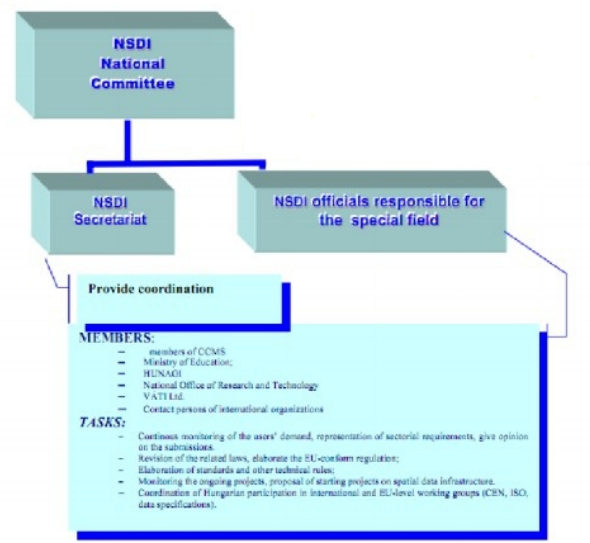 NSDI
National
Committee
NSDI
Secretariat
NSDI officials responsible for
the special field
Provide coordination
MEMBERS:
– members of CCMS
– Ministry of Education;
– HUNAGI
– National Office of Research and Technology
– VATI Ltd.
– Contact persons of international organizations
TASKS:
– Continous monitoring of the users' demand, representation of sectorial requirements, give opinion
on the submissions.
– Revision of the related laws, elaborate the EU-conform regulation;
– Elaboration of standards and other technical rules;
– Monitoring the ongoing projects, proposal of starting projects on spatial data infrastructure.
– Coordination of Hungarian participation in international and EU-level working groups (CEN, ISO,
data specifications).